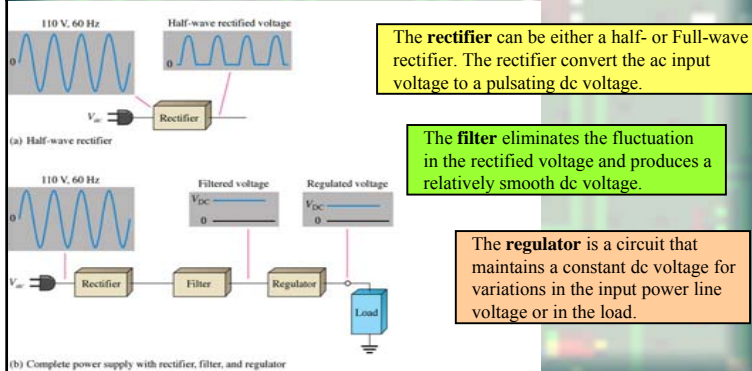 110 V, 60 Hz
Half-wave rectified voltage
0
0
V_ac
Rectifier
(a) Half-wave rectifier
The rectifier can be either a half- or Full-wave
rectifier. The rectifier convert the ac input
voltage to a pulsating dc voltage.
The filter eliminates the fluctuation
in the rectified voltage and produces a
relatively smooth dc voltage.
110 V, 60 Hz
Filtered voltage
Regulated voltage
0
V_DC
0
V_DC
0
V_ac
Rectifier
Filter
Regulator
Load
The regulator is a circuit that
maintains a constant dc voltage for
variations in the input power line
voltage or in the load.
(b) Complete power supply with rectifier, filter, and regulator